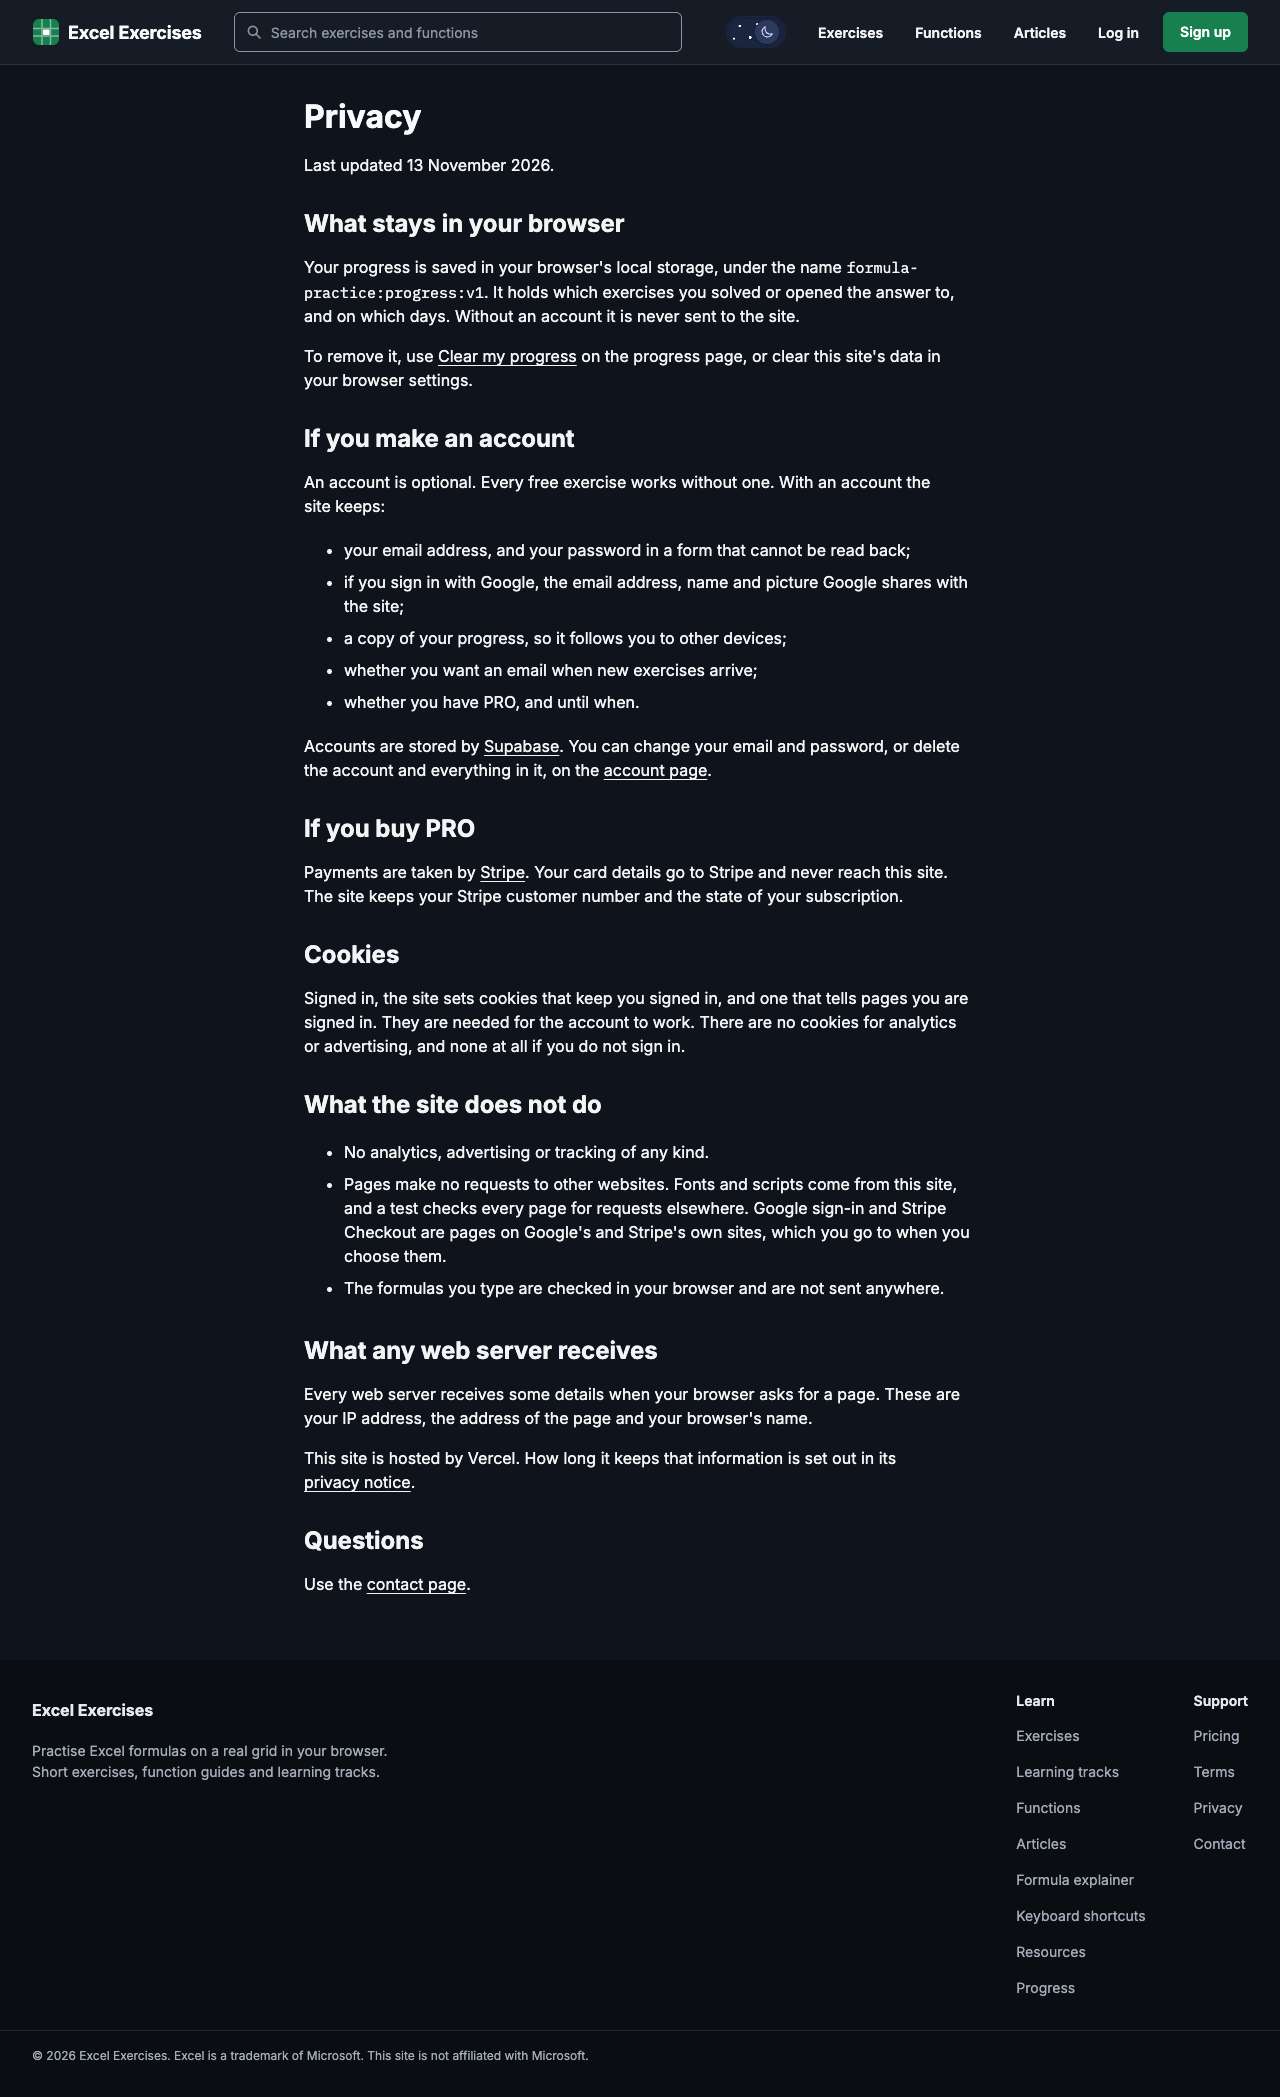 Excel Exercises
Search exercises and functions
Exercises
Functions
Articles
Log in
Sign up
Privacy
Last updated 13 November 2026.
What stays in your browser
Your progress is saved in your browser's local storage, under the name formula-
practice:progress:v1. It holds which exercises you solved or opened the answer to,
and on which days. Without an account it is never sent to the site.
To remove it, use Clear my progress on the progress page, or clear this site's data in
your browser settings.
If you make an account
An account is optional. Every free exercise works without one. With an account the
site keeps:
• your email address, and your password in a form that cannot be read back;
• if you sign in with Google, the email address, name and picture Google shares with
the site;
• a copy of your progress, so it follows you to other devices;
• whether you want an email when new exercises arrive;
• whether you have PRO, and until when.
Accounts are stored by Supabase. You can change your email and password, or delete
the account and everything in it, on the account page.
If you buy PRO
Payments are taken by Stripe. Your card details go to Stripe and never reach this site.
The site keeps your Stripe customer number and the state of your subscription.
Cookies
Signed in, the site sets cookies that keep you signed in, and one that tells pages you are
signed in. They are needed for the account to work. There are no cookies for analytics
or advertising, and none at all if you do not sign in.
What the site does not do
• No analytics, advertising or tracking of any kind.
• Pages make no requests to other websites. Fonts and scripts come from this site,
and a test checks every page for requests elsewhere. Google sign-in and Stripe
Checkout are pages on Google's and Stripe's own sites, which you go to when you
choose them.
• The formulas you type are checked in your browser and are not sent anywhere.
What any web server receives
Every web server receives some details when your browser asks for a page. These are
your IP address, the address of the page and your browser's name.
This site is hosted by Vercel. How long it keeps that information is set out in its
privacy notice.
Questions
Use the contact page.
Excel Exercises
Practise Excel formulas on a real grid in your browser.
Short exercises, function guides and learning tracks.
Learn
Exercises
Learning tracks
Functions
Articles
Formula explainer
Keyboard shortcuts
Resources
Progress
Support
Pricing
Terms
Privacy
Contact
© 2026 Excel Exercises. Excel is a trademark of Microsoft. This site is not affiliated with Microsoft.